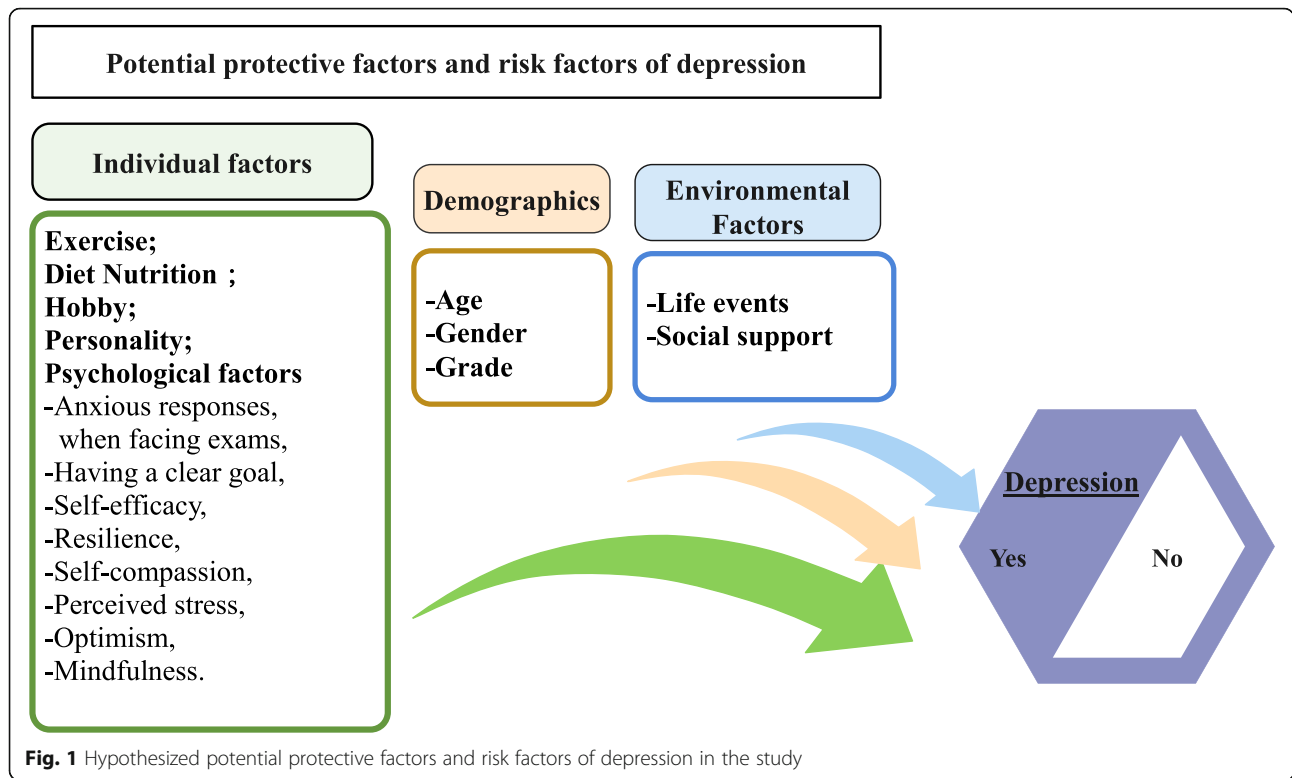 Potential protective factors and risk factors of depression
Individual factors
Exercise;
Diet Nutrition ；
Hobby;
Personality;
Psychological factors
-Anxious responses,
when facing exams,
-Having a clear goal,
-Self-efficacy,
-Resilience,
-Self-compassion,
-Perceived stress,
-Optimism,
-Mindfulness.
Demographics
-Age
-Gender
-Grade
Environmental
Factors
-Life events
-Social support
Depression
Yes
No
Fig. 1 Hypothesized potential protective factors and risk factors of depression in the study